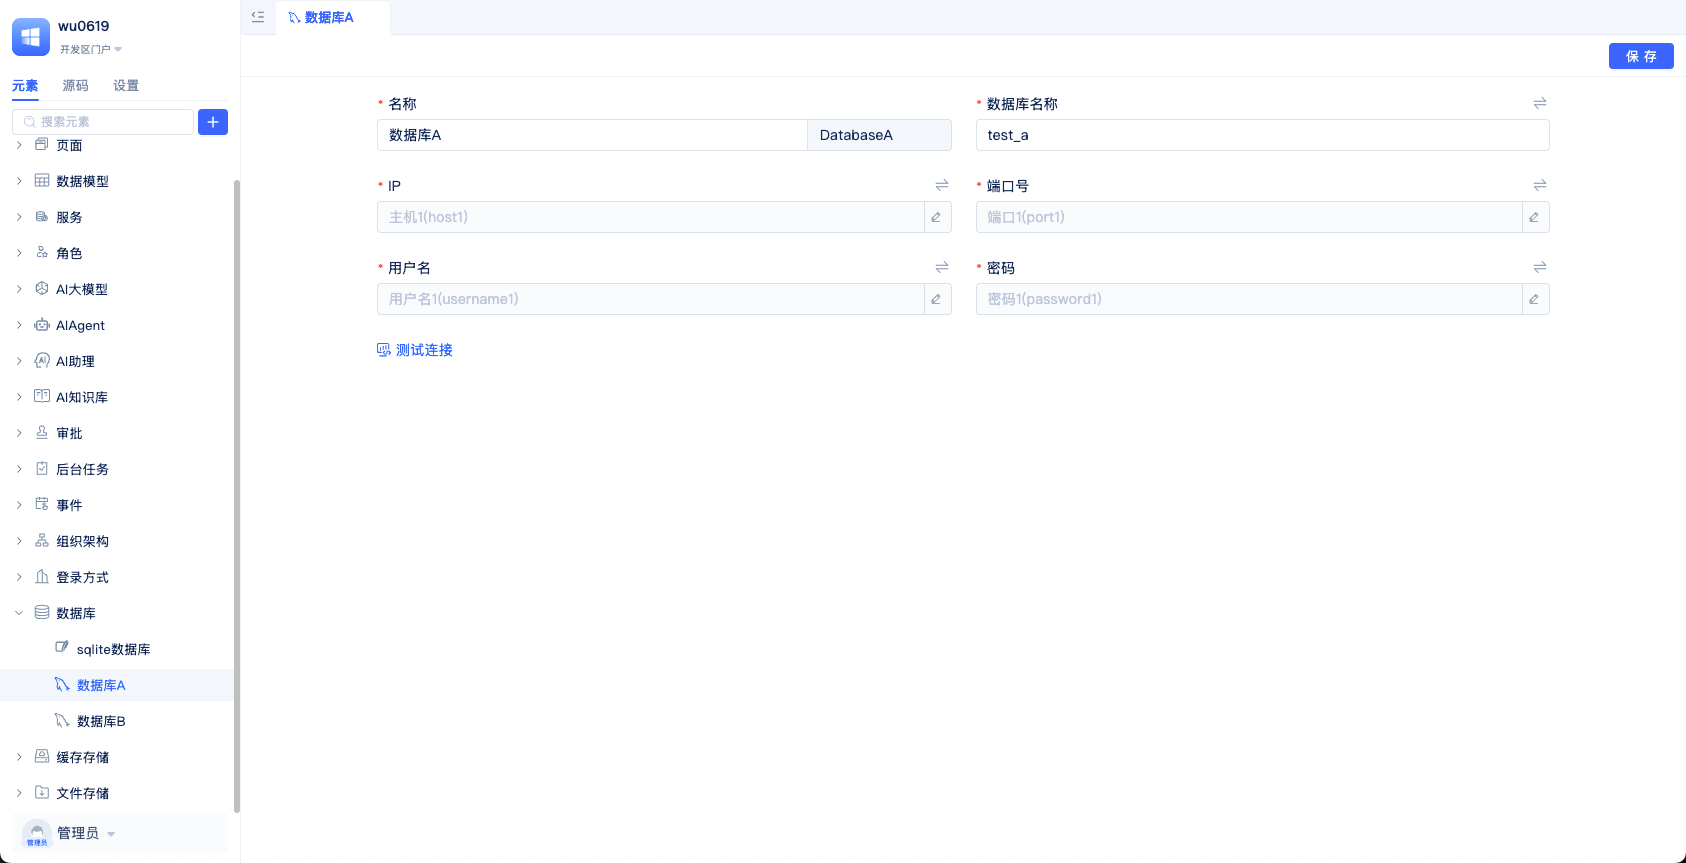 wu0619
开发区门户
元素 源码 设置
搜索元素
页面
数据模型
服务
角色
AI大模型
AIAgent
AI助理
AI知识库
审批
后台任务
事件
组织架构
登录方式
数据库
sqlite数据库
数据库A
数据库B
缓存存储
文件存储
管理员
管理员
数据库A
保 存
* 名称
数据库A DatabaseA
* 数据库名称
test_a
* IP
主机1(host1)
* 端口号
端口1(port1)
* 用户名
用户名1(username1)
* 密码
密码1(password1)
测试连接